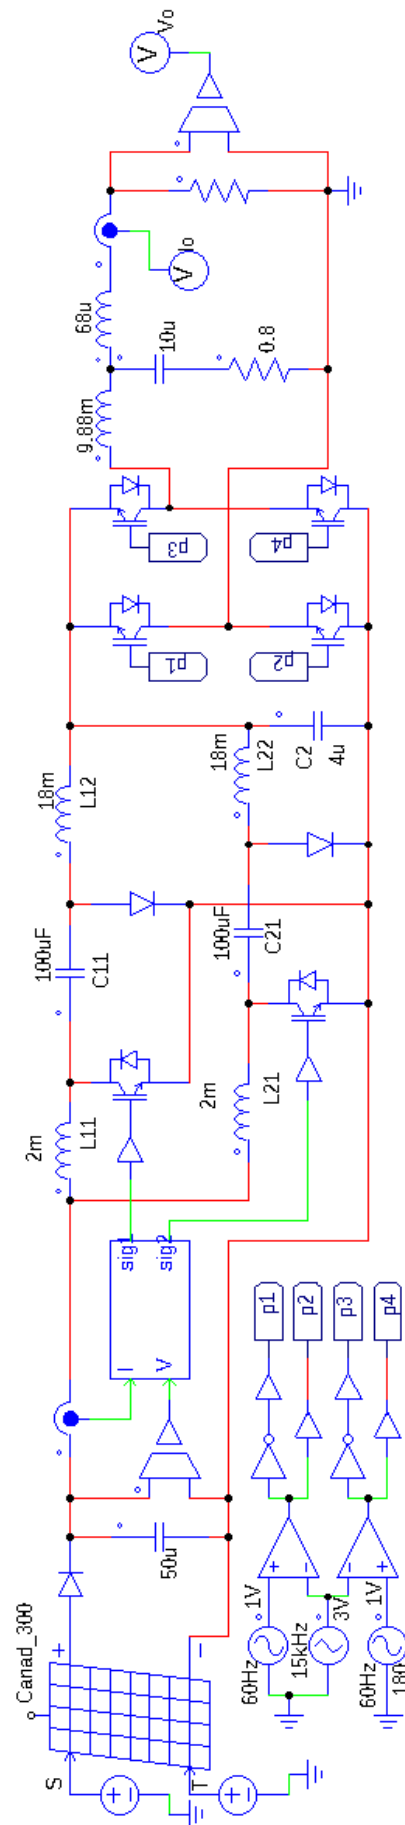 Canad_300
S
+
T
−
50u
I
V
sig1
sig2
2m
L11
100uF
C11
18m
L12
2m
L21
100uF
C21
18m
L22
C2
4u
p1
p2
p3
p4
9.88m
68u
10u
0.8
V
Io
V
Vo
60Hz
1V
15kHz
3V
60Hz
1V
180
p1
p2
p3
p4